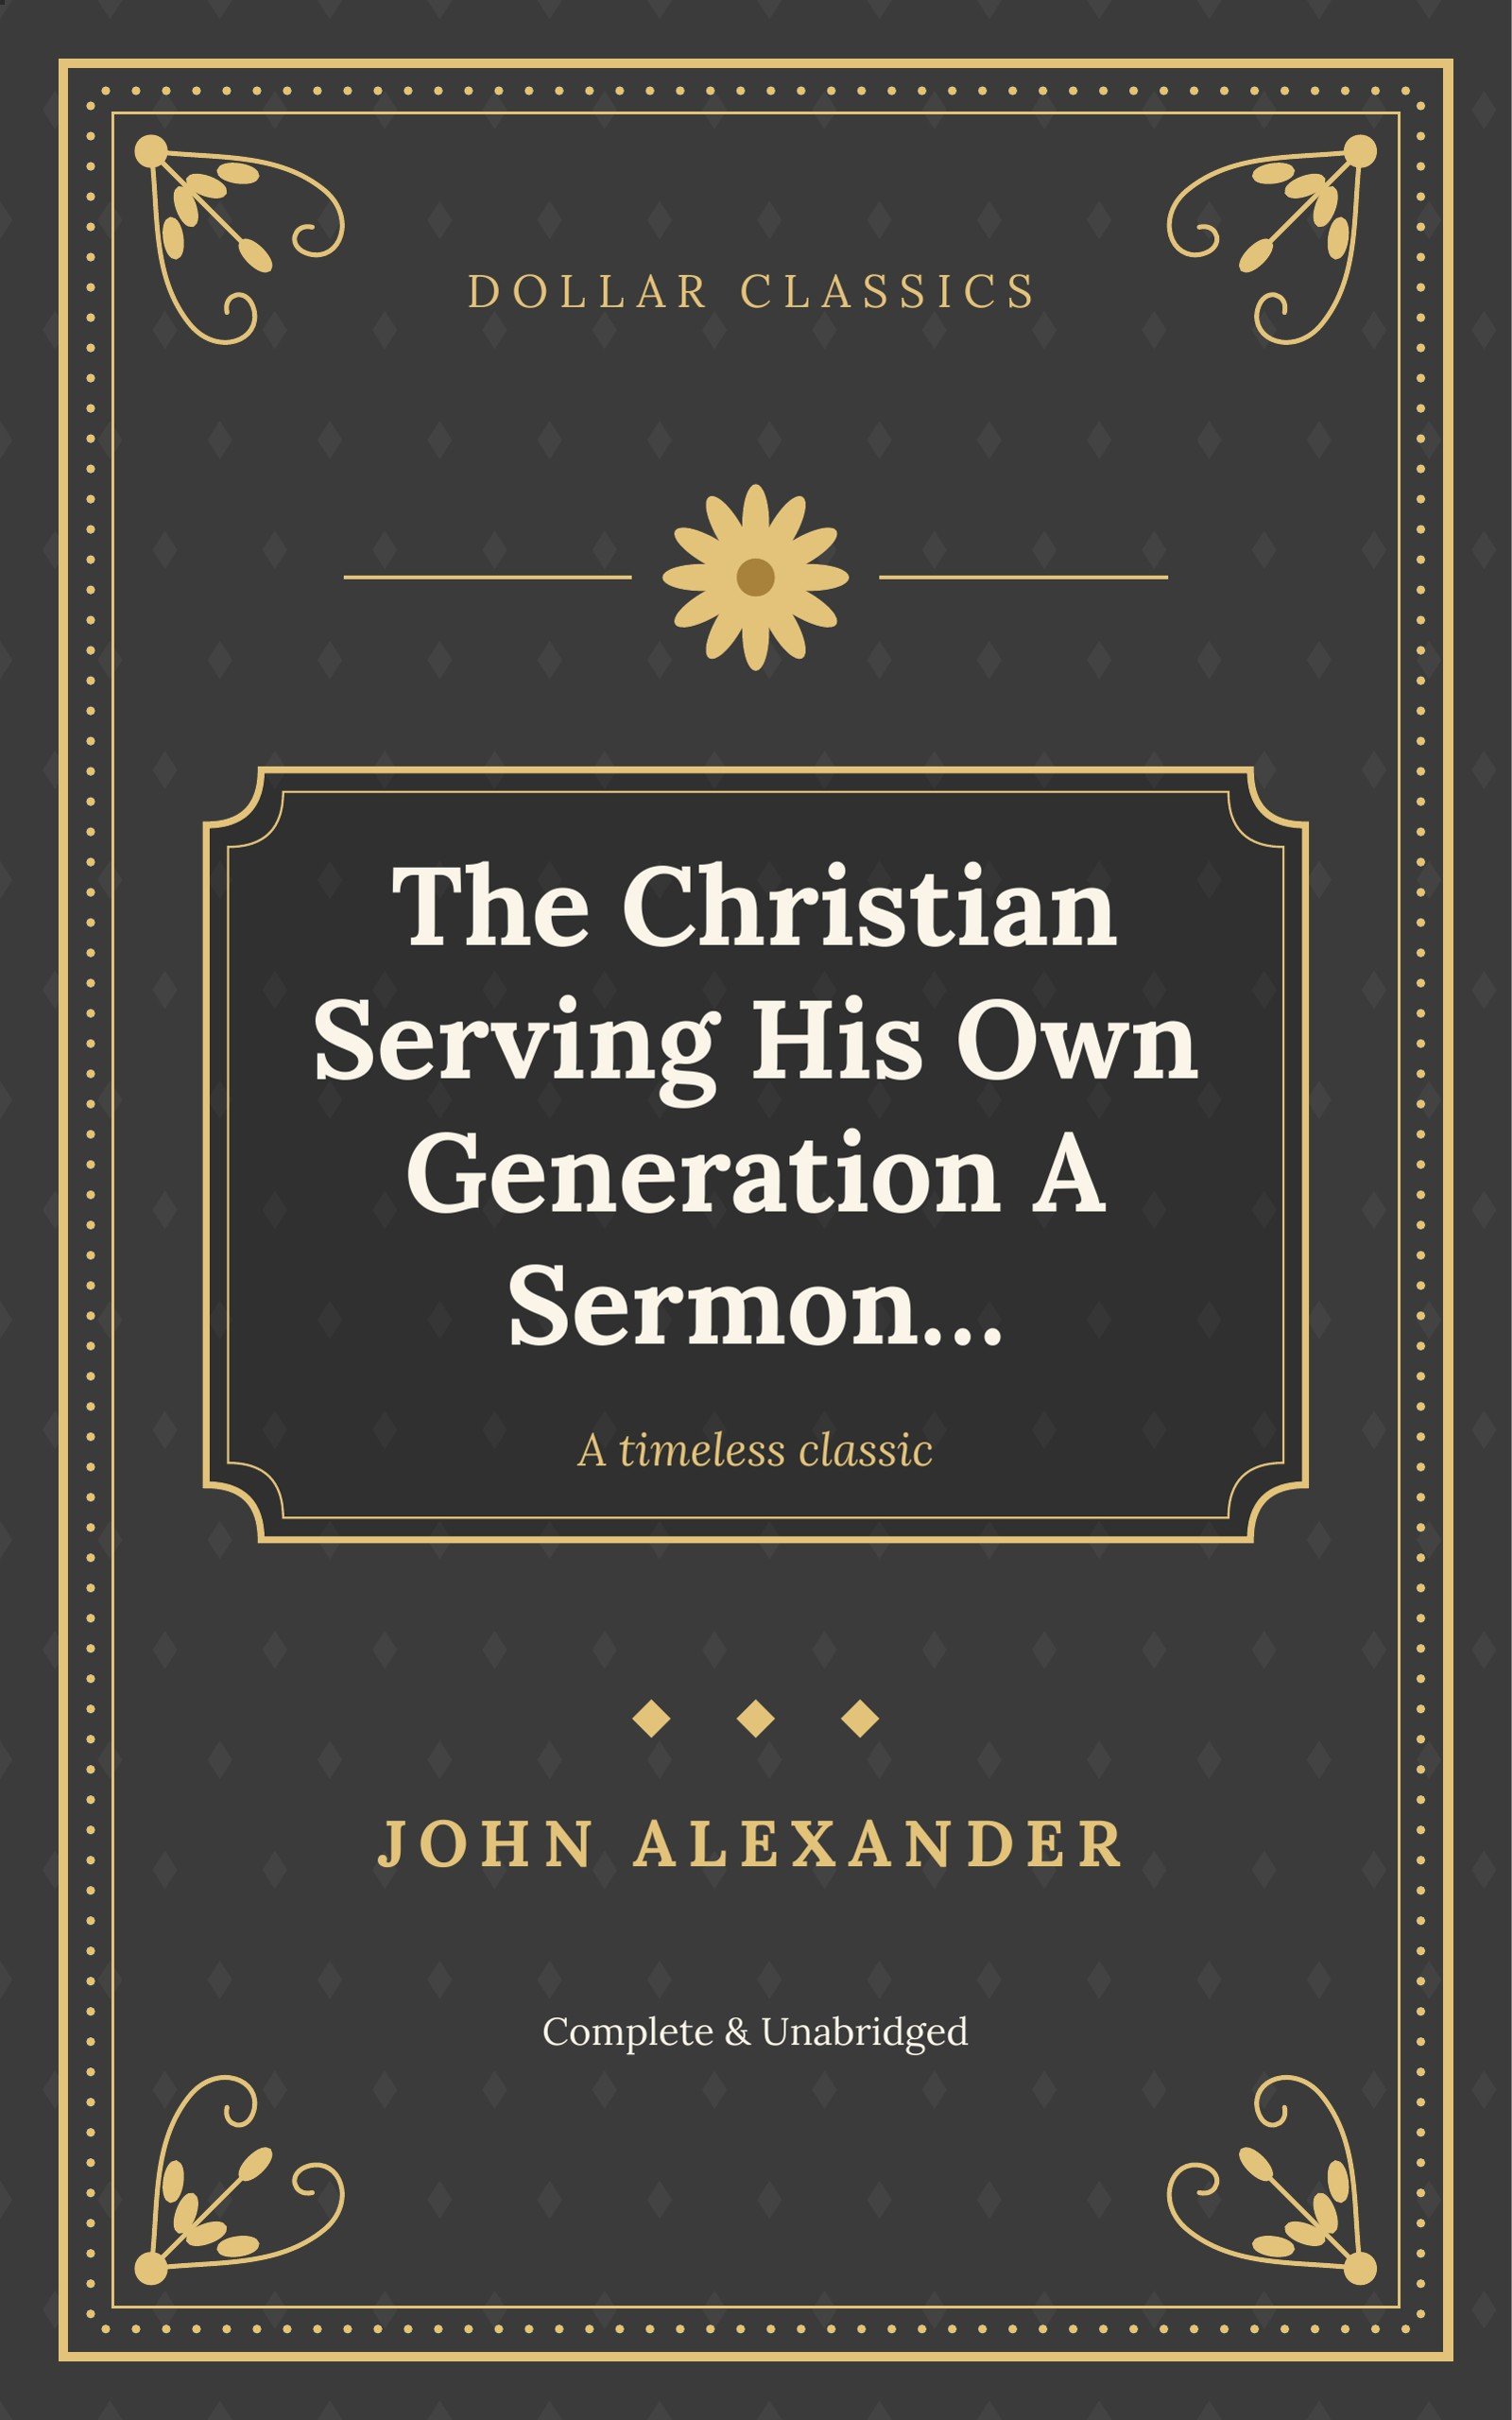 DOLLAR CLASSICS
The Christian
Serving His Own
Generation A
Sermon...
A timeless classic
JOHN ALEXANDER
Complete & Unabridged